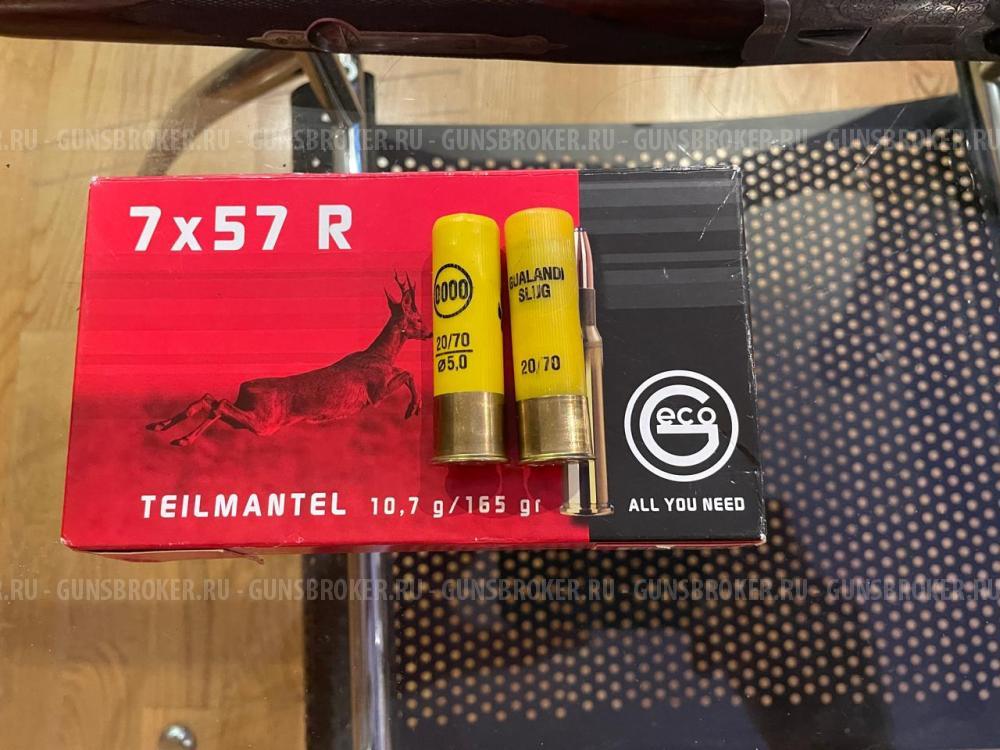 GUNSBROKER.RU - GUNSBROKER.RU - GUNSBROKER.RU - GUNSBROKER.RU - GUNSBROKER.RU
7x57 R
0000
20/70
Ø5,0
GUALANDI
SLUG
20/70
eco
G
TEILMANTEL 10,7 g/165 gr
ALL YOU NEED
GUNSBROKER.RU - GUNSBROKER.RU - GUNSBROKER.RU - GUNSBROKER.RU - GUNSBROKER.RU